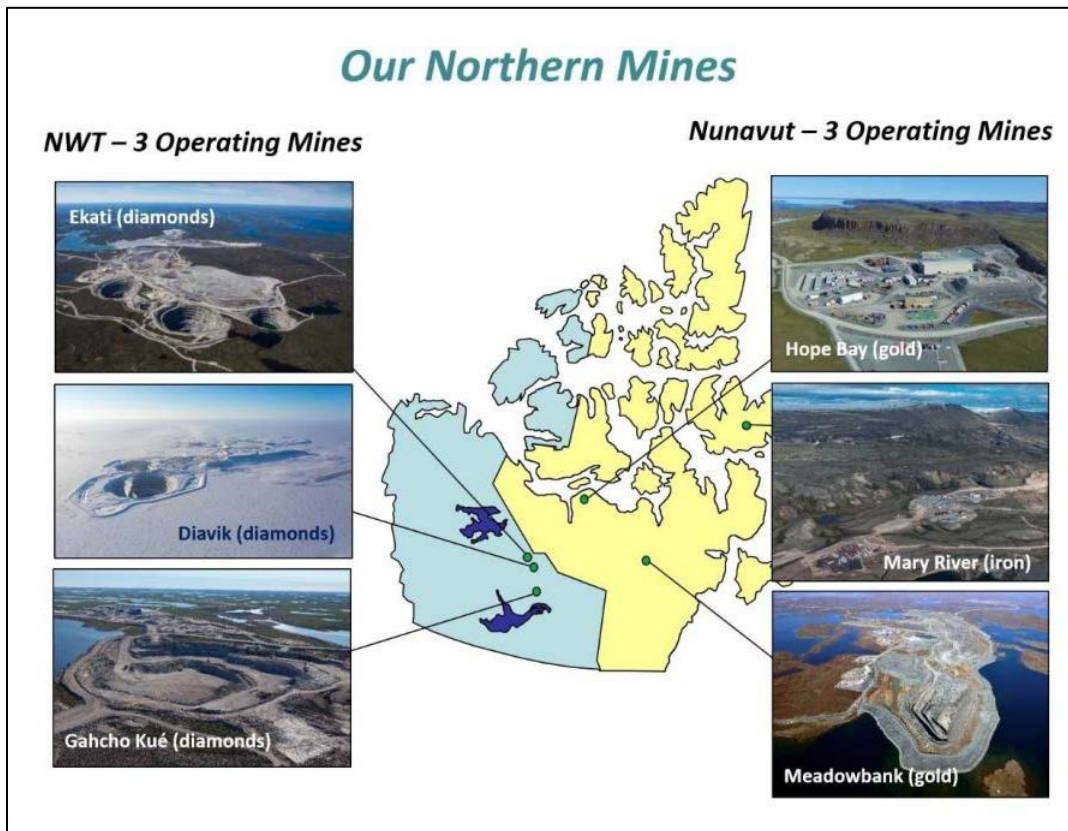 Our Northern Mines
NWT – 3 Operating Mines
Nunavut – 3 Operating Mines
Ekati (diamonds)
Diavik (diamonds)
Gahcho Kué (diamonds)
Hope Bay (gold)
Mary River (iron)
Meadowbank (gold)